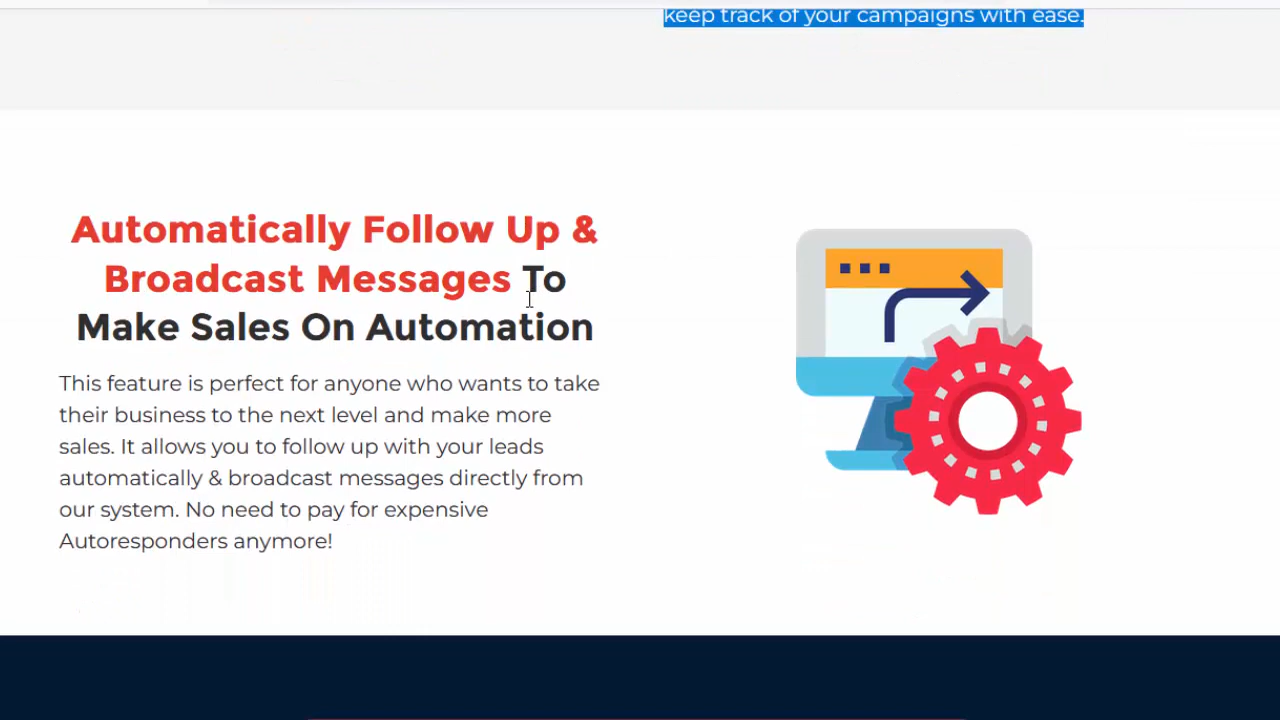 keep track of your campaigns with ease.
Automatically Follow Up &
Broadcast Messages To
Make Sales On Automation
This feature is perfect for anyone who wants to take
their business to the next level and make more
sales. It allows you to follow up with your leads
automatically & broadcast messages directly from
our system. No need to pay for expensive
Autoresponders anymore!